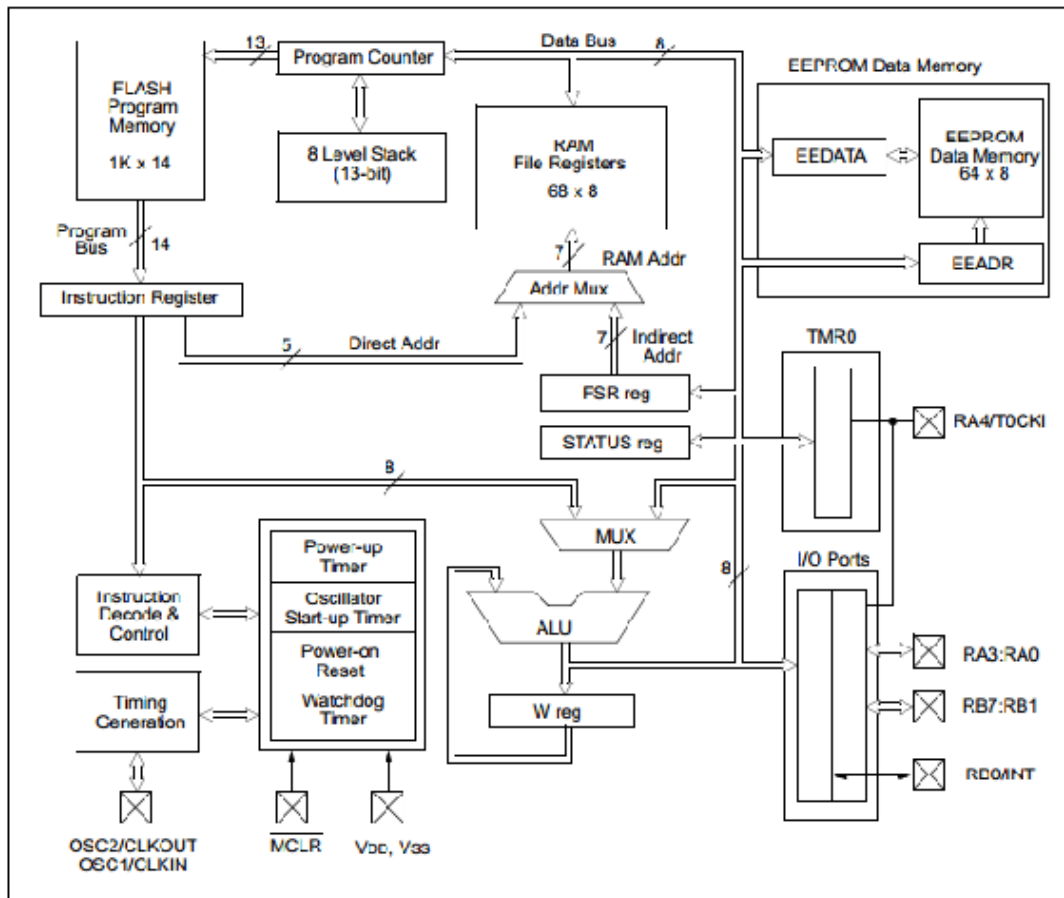 FLASH
Program
Memory
1K x 14
13
Program Counter
8 Level Stack
(13-bit)
Data Bus
8
RAM
File Registers
68 x 8
EEPROM Data Memory
EEDATA
EEPROM
Data Memory
64 x 8
EEADR
Program
Bus
14
Instruction Register
7
RAM Addr
Addr Mux
5
Direct Addr
7
Indirect
Addr
FSR reg
STATUS reg
TMR0
RA4/T0CKI
8
MUX
8
I/O Ports
Power-up
Timer
Oscillator
Start-up Timer
Power-on
Reset
Watchdog
Timer
Instruction
Decode &
Control
Timing
Generation
ALU
W reg
RA3:RA0
RB7:RB1
RB0/INT
OSC2/CLKOUT
OSC1/CLKIN
MCLR
VDD, VSS